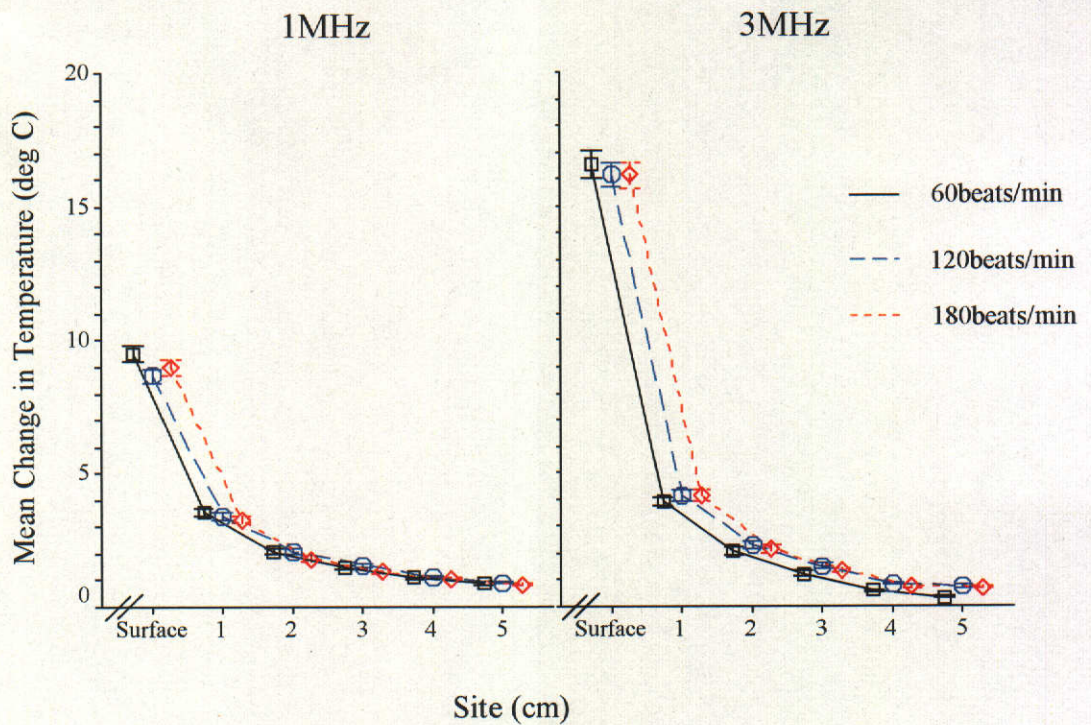 1MHz
3MHz
Mean Change in Temperature (deg C)
20
15
10
5
0
Surface 1 2 3 4 5
Surface 1 2 3 4 5
60beats/min
120beats/min
180beats/min
Site (cm)